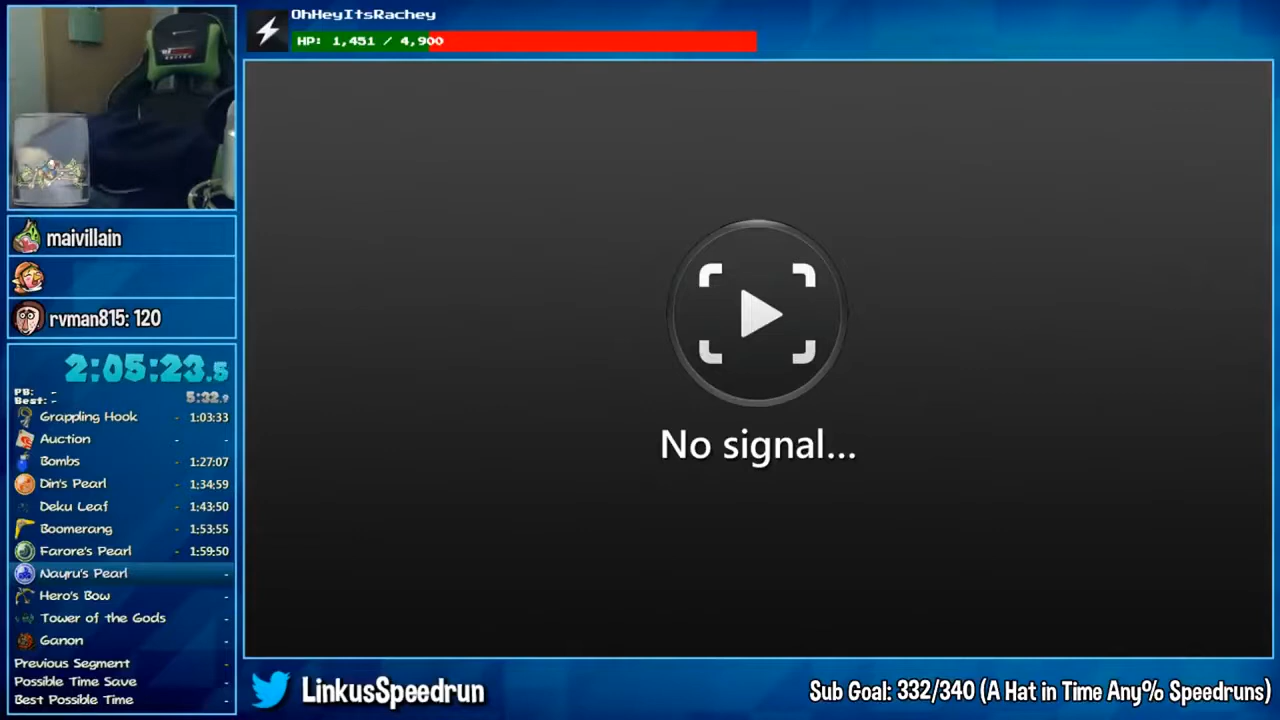 OhHeyItsRachey
HP: 1,451 / 4,900
maivillain
rvman815: 120
2:05:23.5
PB: -
Best: -
5:32.9
Grappling Hook - 1:03:33
Auction - -
Bombs - 1:27:07
Din's Pearl - 1:34:59
Deku Leaf - 1:43:50
Boomerang - 1:53:55
Farore's Pearl - 1:59:50
Nayru's Pearl -
Hero's Bow -
Tower of the Gods -
Ganon -
Previous Segment -
Possible Time Save -
Best Possible Time -
No signal...
LinkusSpeedrun
Sub Goal: 332/340 (A Hat in Time Any% Speedruns)